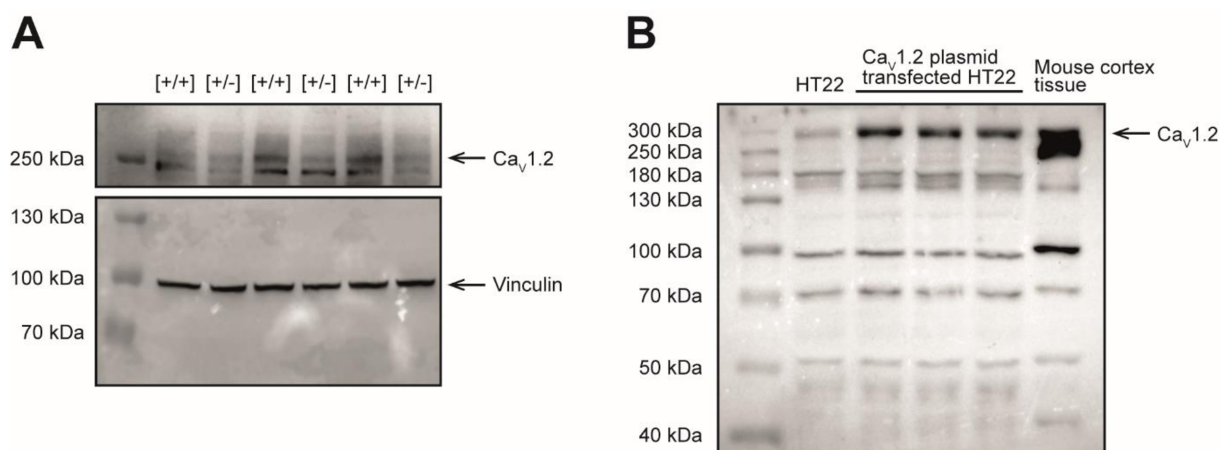 A
[+/+] [+/-] [+/+] [+/-] [+/+] [+/-]
250 kDa
CaV1.2
130 kDa
100 kDa
Vinculin
70 kDa
B
CaV1.2 plasmid
transfected HT22
HT22
Mouse cortex
tissue
300 kDa
CaV1.2
250 kDa
180 kDa
130 kDa
100 kDa
70 kDa
50 kDa
40 kDa